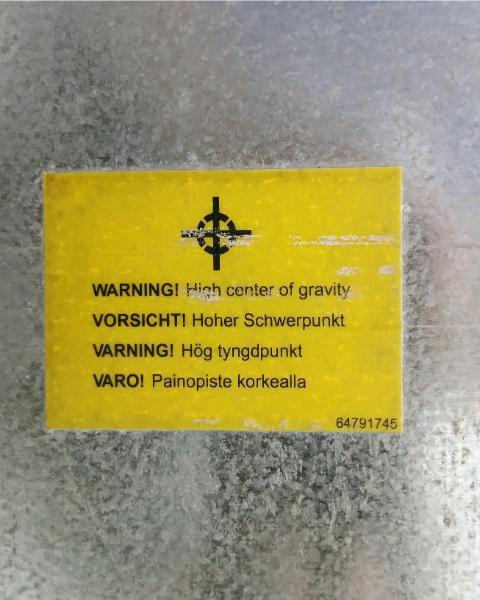 WARNING! High center of gravity
VORSICHT! Hoher Schwerpunkt
VARNING! Hög tyngdpunkt
VARO! Painopiste korkealla
64791745